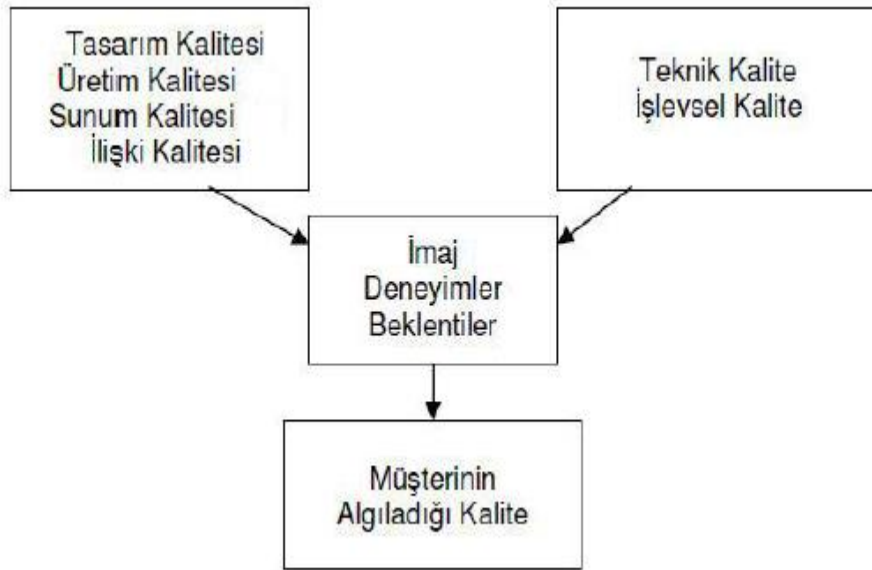 Tasarım Kalitesi
Üretim Kalitesi
Sunum Kalitesi
İlişki Kalitesi
Teknik Kalite
İşlevsel Kalite
İmaj
Deneyimler
Beklentiler
Müşterinin
Algıladığı Kalite